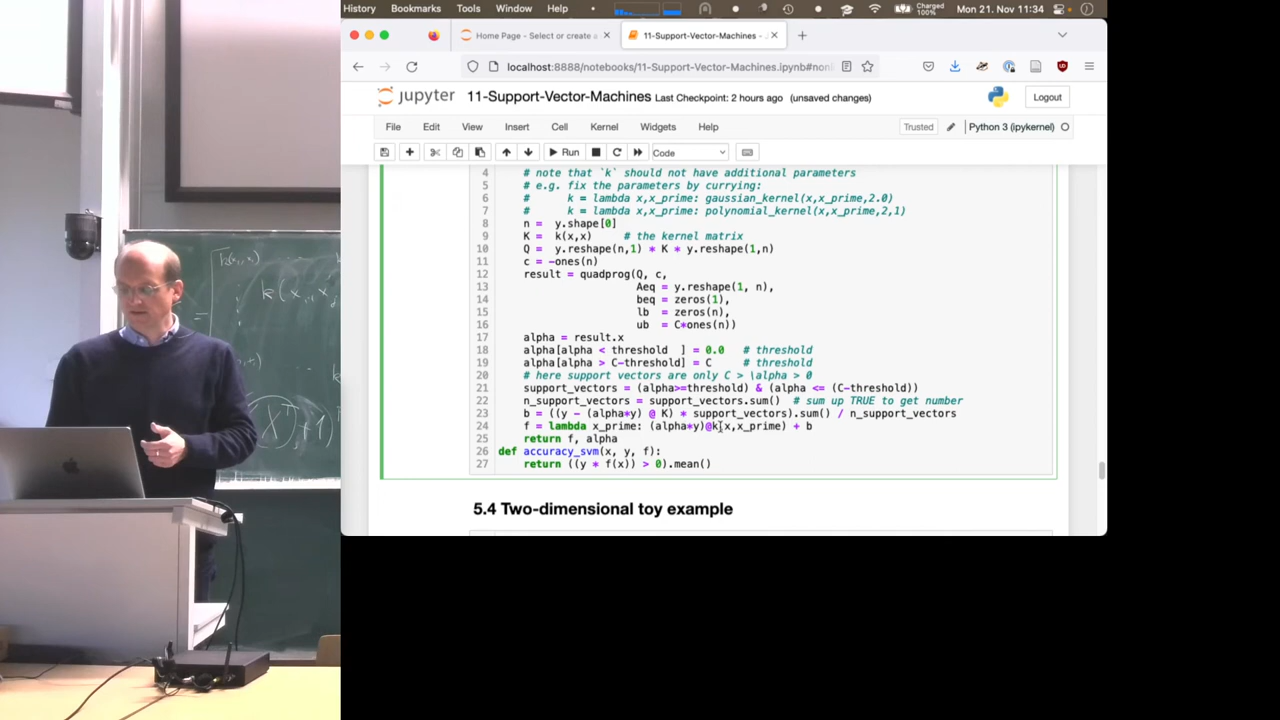 History Bookmarks Tools Window Help
Charged 100% Mon 21. Nov 11:34
Home Page - Select or create a
11-Support-Vector-Machines -
localhost:8888/notebooks/11-Support-Vector-Machines.ipynb#non
jupyter 11-Support-Vector-Machines Last Checkpoint: 2 hours ago (unsaved changes)
Logout
File Edit View Insert Cell Kernel Widgets Help
Trusted Python 3 (ipykernel)
Run Code
4 # note that `k` should not have additional parameters
5 # e.g. fix the parameters by currying:
6 # k = lambda x,x_prime: gaussian_kernel(x,x_prime,2.0)
7 # k = lambda x,x_prime: polynomial_kernel(x,x_prime,2,1)
8 n = y.shape[0]
9 K = k(x,x) # the kernel matrix
10 Q = y.reshape(n,1) * K * y.reshape(1,n)
11 c = -ones(n)
12 result = quadprog(Q, c,
13 Aeq = y.reshape(1, n),
14 beq = zeros(1),
15 lb = zeros(n),
16 ub = C*ones(n))
17 alpha = result.x
18 alpha[alpha < threshold ] = 0.0 # threshold
19 alpha[alpha > C-threshold] = C # threshold
20 # here support vectors are only C > \alpha > 0
21 support_vectors = (alpha>=threshold) & (alpha <= (C-threshold))
22 n_support_vectors = support_vectors.sum() # sum up TRUE to get number
23 b = ((y - (alpha*y) @ K) * support_vectors).sum() / n_support_vectors
24 f = lambda x_prime: (alpha*y)@k(x,x_prime) + b
25 return f, alpha
26 def accuracy_svm(x, y, f):
27 return ((y * f(x)) > 0).mean()
5.4 Two-dimensional toy example